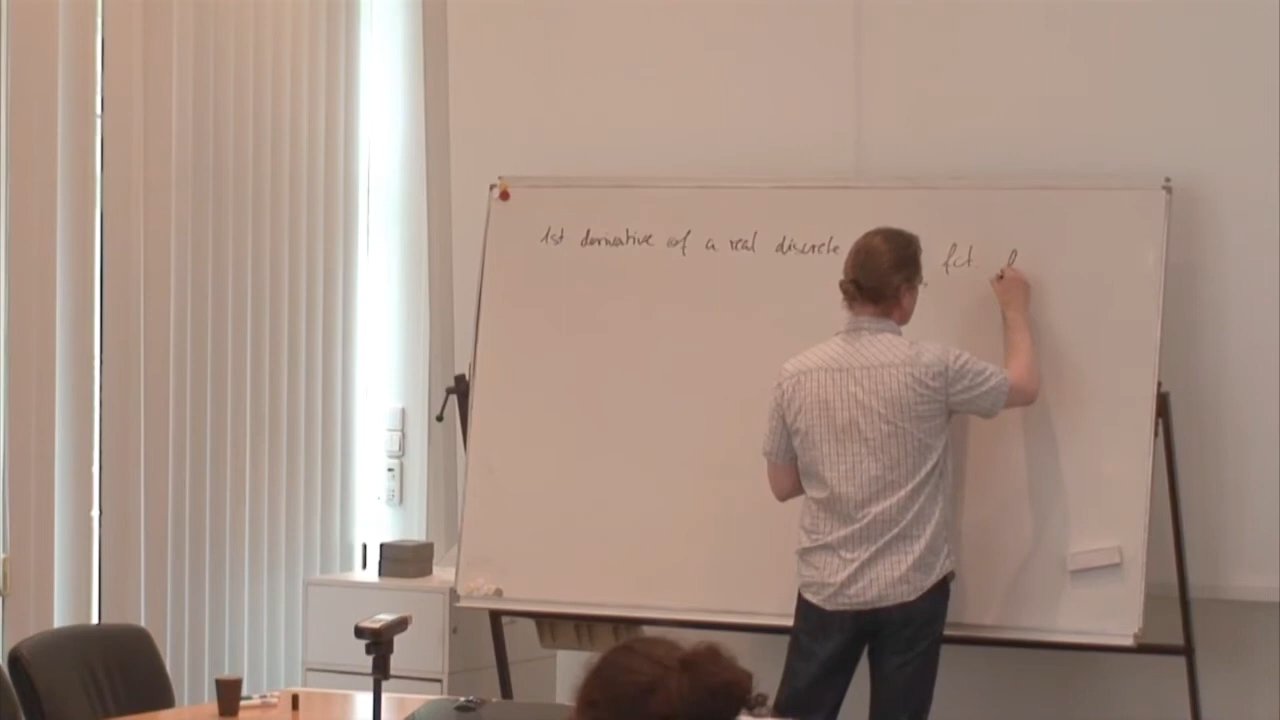 1st derivative of a real discrete fct.